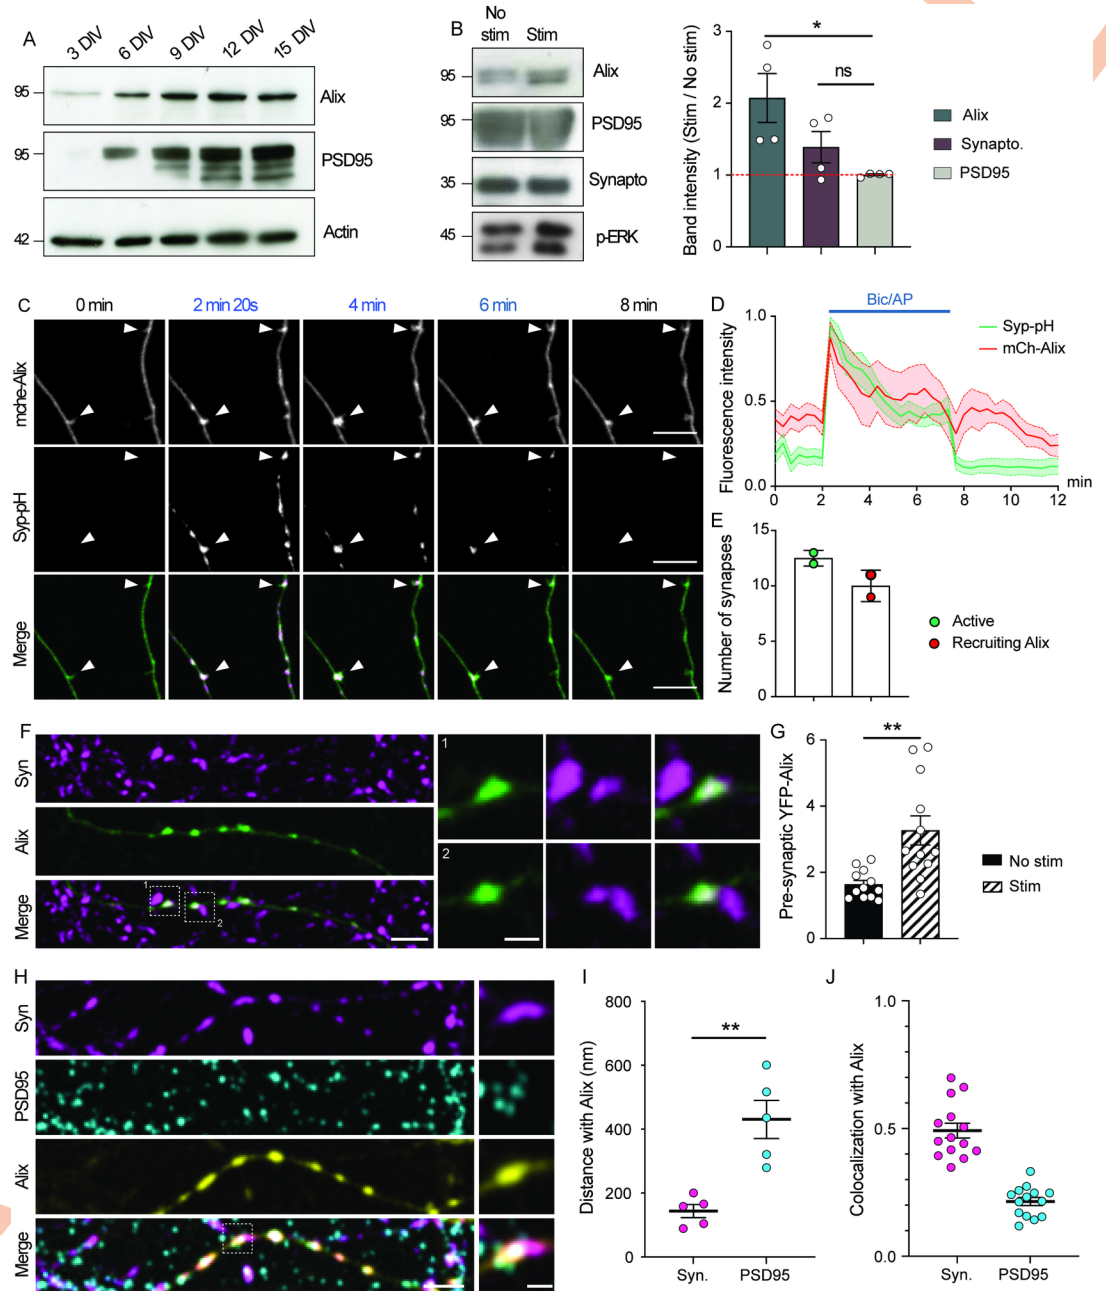 A
3 DIV
6 DIV
9 DIV
12 DIV
15 DIV
95
Alix
95
PSD95
42
Actin
B
No
stim
Stim
95
Alix
95
PSD95
35
Synapto
45
p-ERK
Band intensity (Stim / No stim)
3
2
1
0
*
ns
Alix
Synapto.
PSD95
C
0 min
2 min 20s
4 min
6 min
8 min
mche-Alix
Syp-pH
Merge
D
Bic/AP
Fluorescence intensity
1.0
0.5
0.0
0
2
4
6
8
10
12
min
Syp-pH
mCh-Alix
E
Number of synapses
15
10
5
0
Active
Recruiting Alix
F
Syn
Alix
Merge
1
2
1
2
G
Pre-synaptic YFP-Alix
6
4
2
0
**
No stim
Stim
H
Syn
PSD95
Alix
Merge
I
Distance with Alix (nm)
800
600
400
200
0
**
Syn.
PSD95
J
Colocalization with Alix
1.0
0.5
0.0
Syn.
PSD95